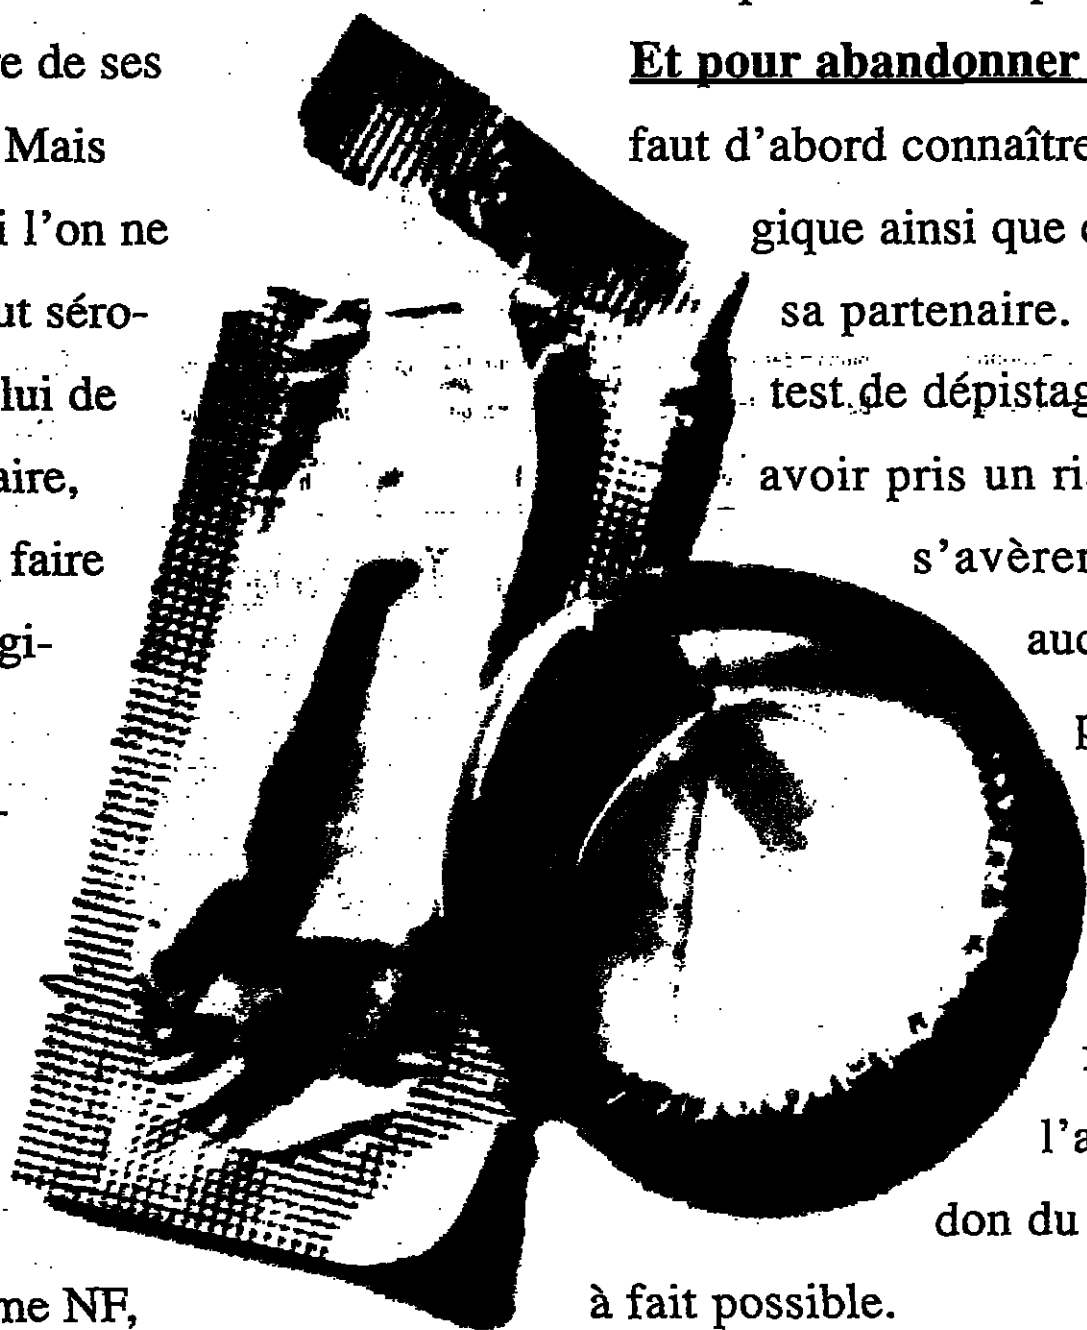 e de ses
Mais
i l'on ne
ut séro-
lui de
aire,
faire
gi-
me NF,
Et pour abandonner
faut d'abord connaître
gique ainsi que
sa partenaire.
test de dépistag
avoir pris un ri
s'avèren
auc
l'a
don du
à fait possible.